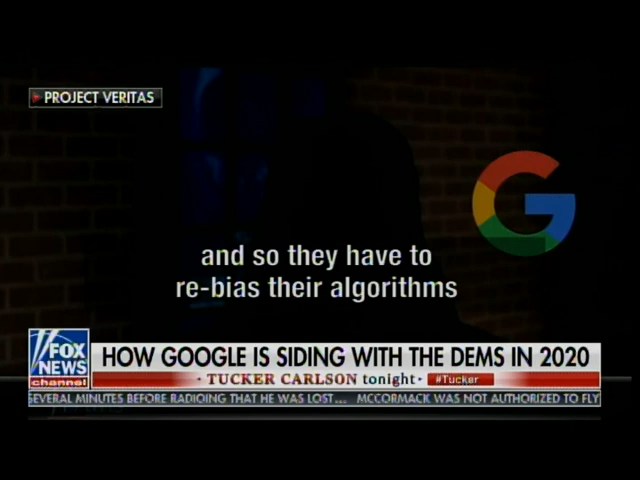 PROJECT VERITAS
G
and so they have to
re-bias their algorithms
FOX
NEWS
channel
HOW GOOGLE IS SIDING WITH THE DEMS IN 2020
· TUCKER CARLSON tonight ·
#Tucker
SEVERAL MINUTES BEFORE RADIOING THAT HE WAS LOST... MCCORMACK WAS NOT AUTHORIZED TO FLY